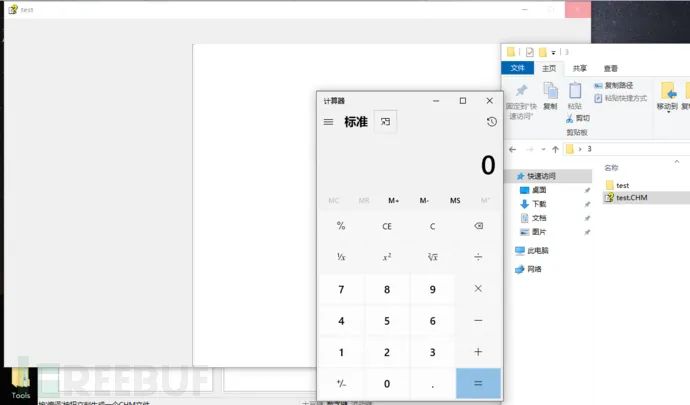 test
3
文件
主页
共享
查看
固定到"快
速访问"
复制
粘贴
复制路径
粘贴快捷方式
剪切
移动到
剪贴板
3
名称
快速访问
桌面
下载
文档
图片
此电脑
网络
test
test.CHM
计算器
标准
0
MC MR M+ M- MS M˅
% CE C
¹/x x² ²√x ÷
7 8 9 ×
4 5 6 −
1 2 3 +
+/− 0 . =
REEBUF
Tools